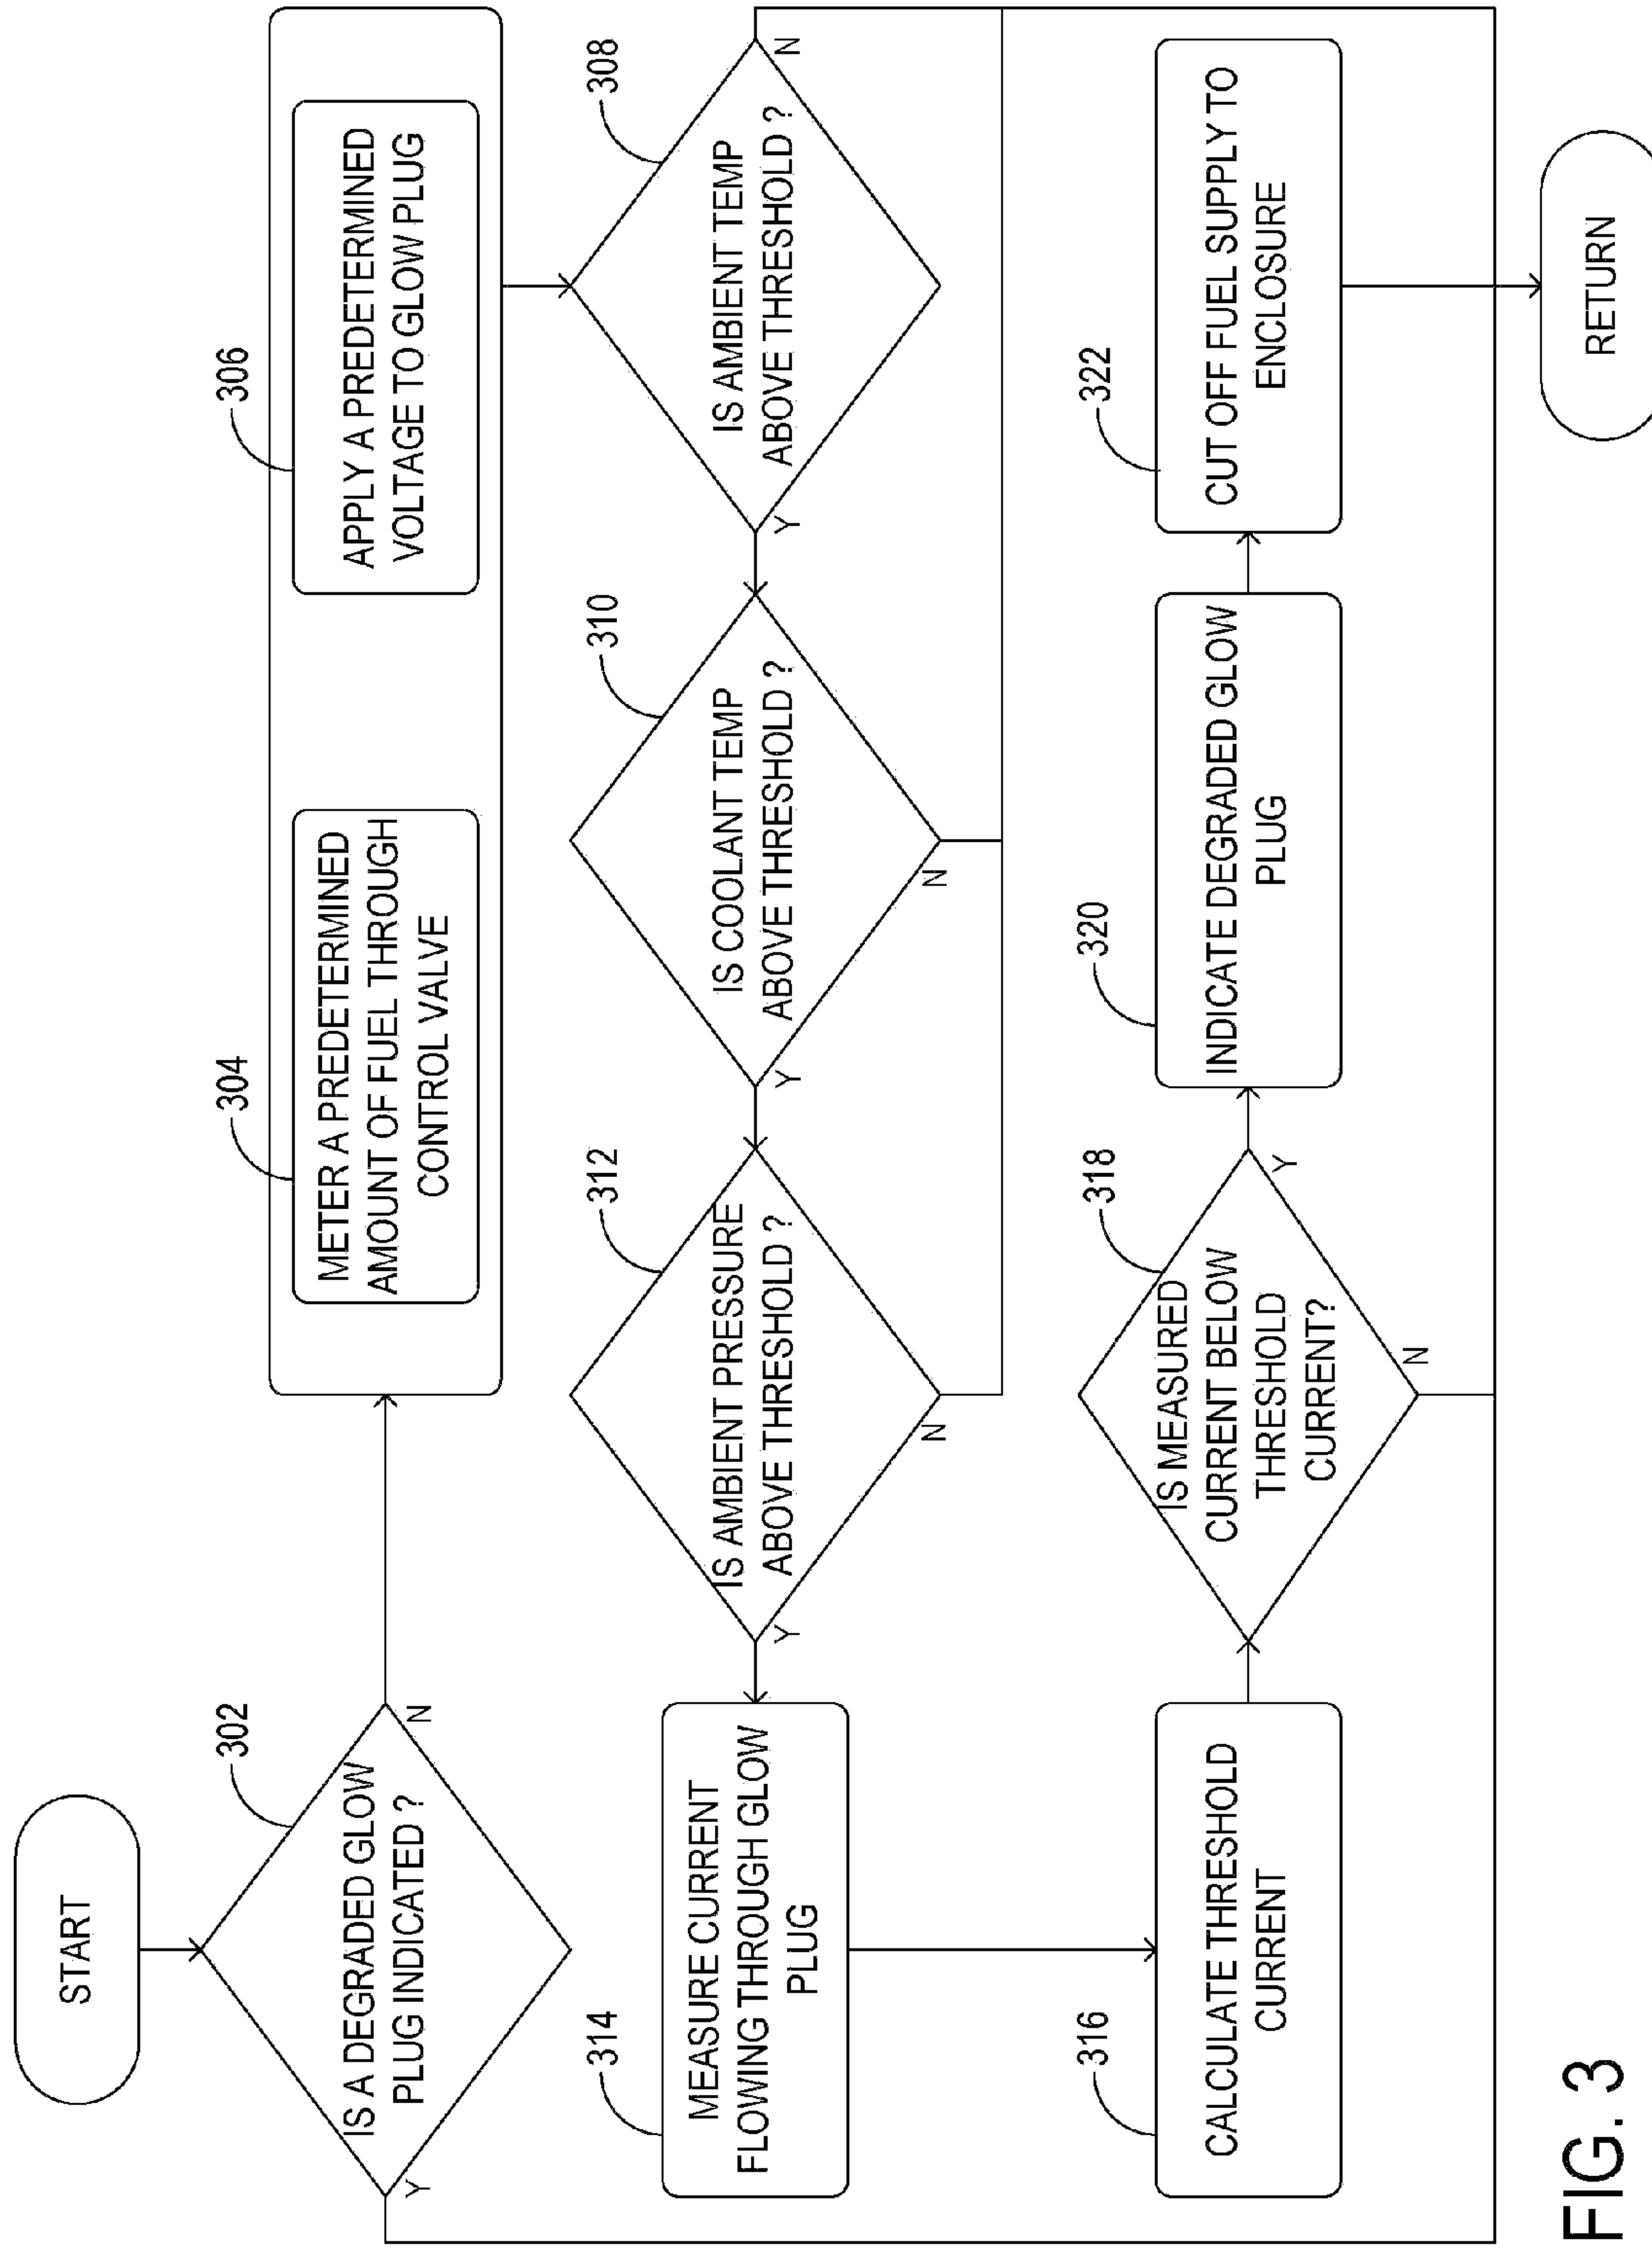 START
302
IS A DEGRADED GLOW
PLUG INDICATED ?
Y
N
304
METER A PREDETERMINED
AMOUNT OF FUEL THROUGH
CONTROL VALVE
306
APPLY A PREDETERMINED
VOLTAGE TO GLOW PLUG
308
IS AMBIENT TEMP
ABOVE THRESHOLD ?
Y
N
310
IS COOLANT TEMP
ABOVE THRESHOLD ?
Y
N
312
IS AMBIENT PRESSURE
ABOVE THRESHOLD ?
Y
N
314
MEASURE CURRENT
FLOWING THROUGH GLOW
PLUG
316
CALCULATE THRESHOLD
CURRENT
318
IS MEASURED
CURRENT BELOW
THRESHOLD
CURRENT?
Y
N
320
INDICATE DEGRADED GLOW
PLUG
322
CUT OFF FUEL SUPPLY TO
ENCLOSURE
RETURN
FIG. 3